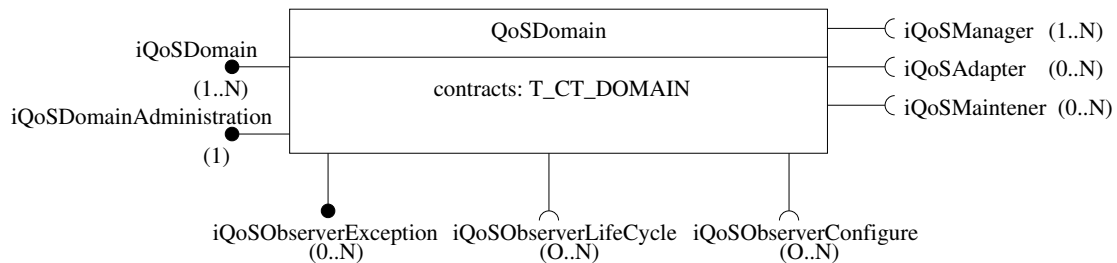 QoSDomain
contracts: T_CT_DOMAIN
iQoSDomain
(1..N)
iQoSDomainAdministration
(1)
iQoSManager (1..N)
iQoSAdapter (0..N)
iQoSMaintener (0..N)
iQoSObserverException
(0..N)
iQoSObserverLifeCycle
(O..N)
iQoSObserverConfigure
(O..N)